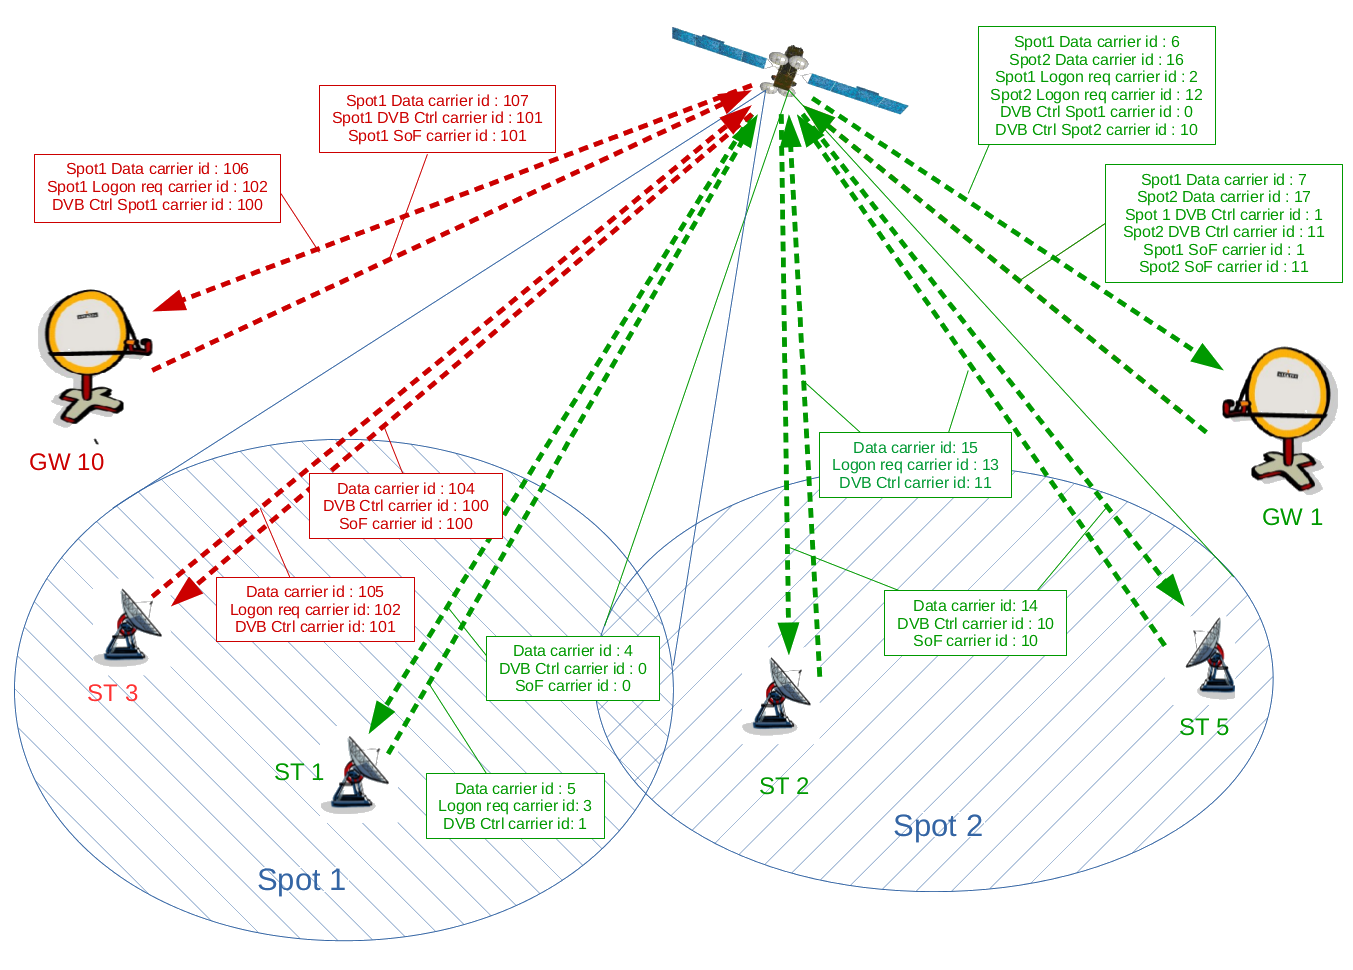 Spot1 Data carrier id : 6
Spot2 Data carrier id : 16
Spot1 Logon req carrier id : 2
Spot2 Logon req carrier id : 12
DVB Ctrl Spot1 carrier id : 0
DVB Ctrl Spot2 carrier id : 10
Spot1 Data carrier id : 107
Spot1 DVB Ctrl carrier id : 101
Spot1 SoF carrier id : 101
Spot1 Data carrier id : 106
Spot1 Logon req carrier id : 102
DVB Ctrl Spot1 carrier id : 100
Spot1 Data carrier id : 7
Spot2 Data carrier id : 17
Spot 1 DVB Ctrl carrier id : 1
Spot2 DVB Ctrl carrier id : 11
Spot1 SoF carrier id : 1
Spot2 SoF carrier id : 11
`
GW 10
GW 1
Data carrier id: 15
Logon req carrier id : 13
DVB Ctrl carrier id: 11
Data carrier id : 104
DVB Ctrl carrier id : 100
SoF carrier id : 100
Data carrier id : 105
Logon req carrier id: 102
DVB Ctrl carrier id: 101
Data carrier id: 14
DVB Ctrl carrier id : 10
SoF carrier id : 10
Data carrier id : 4
DVB Ctrl carrier id : 0
SoF carrier id : 0
ST 3
ST 5
ST 1
ST 2
Data carrier id : 5
Logon req carrier id: 3
DVB Ctrl carrier id: 1
Spot 2
Spot 1